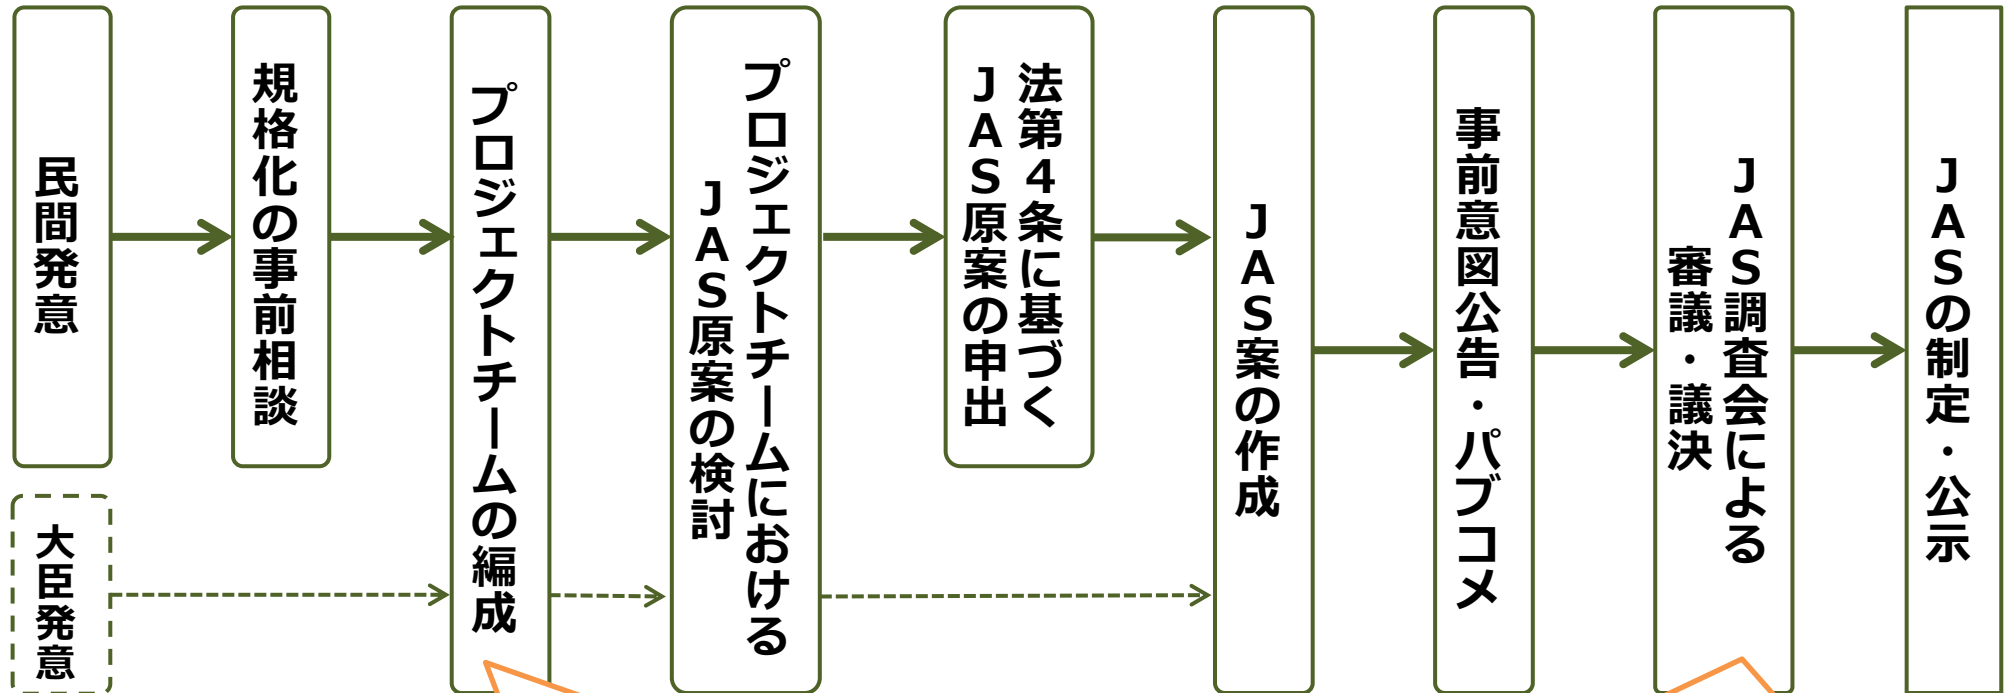 民間発意
大臣発意
規格化の事前相談
プロジェクトチームの編成
プロジェクトチームにおける
ＪＡＳ原案の検討
法第４条に基づく
ＪＡＳ原案の申出
ＪＡＳ案の作成
事前意図公告・パブコメ
ＪＡＳ調査会による
審議・議決
ＪＡＳの制定・公示